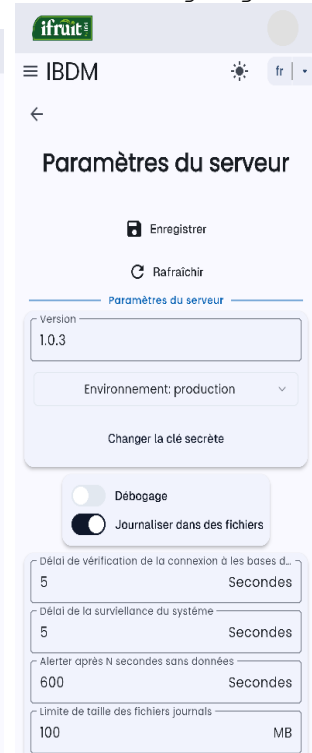 ifruit
IBDM
fr
Paramètres du serveur
Enregistrer
Rafraîchir
Paramètres du serveur
Version
1.0.3
Environnement: production
Changer la clé secrète
Débogage
Journaliser dans des fichiers
Délai de vérification de la connexion à les bases d...
5 Secondes
Délai de la surviellance du systéme
5 Secondes
Alerter après N secondes sans données
600 Secondes
Limite de taille des fichiers journals
100 MB